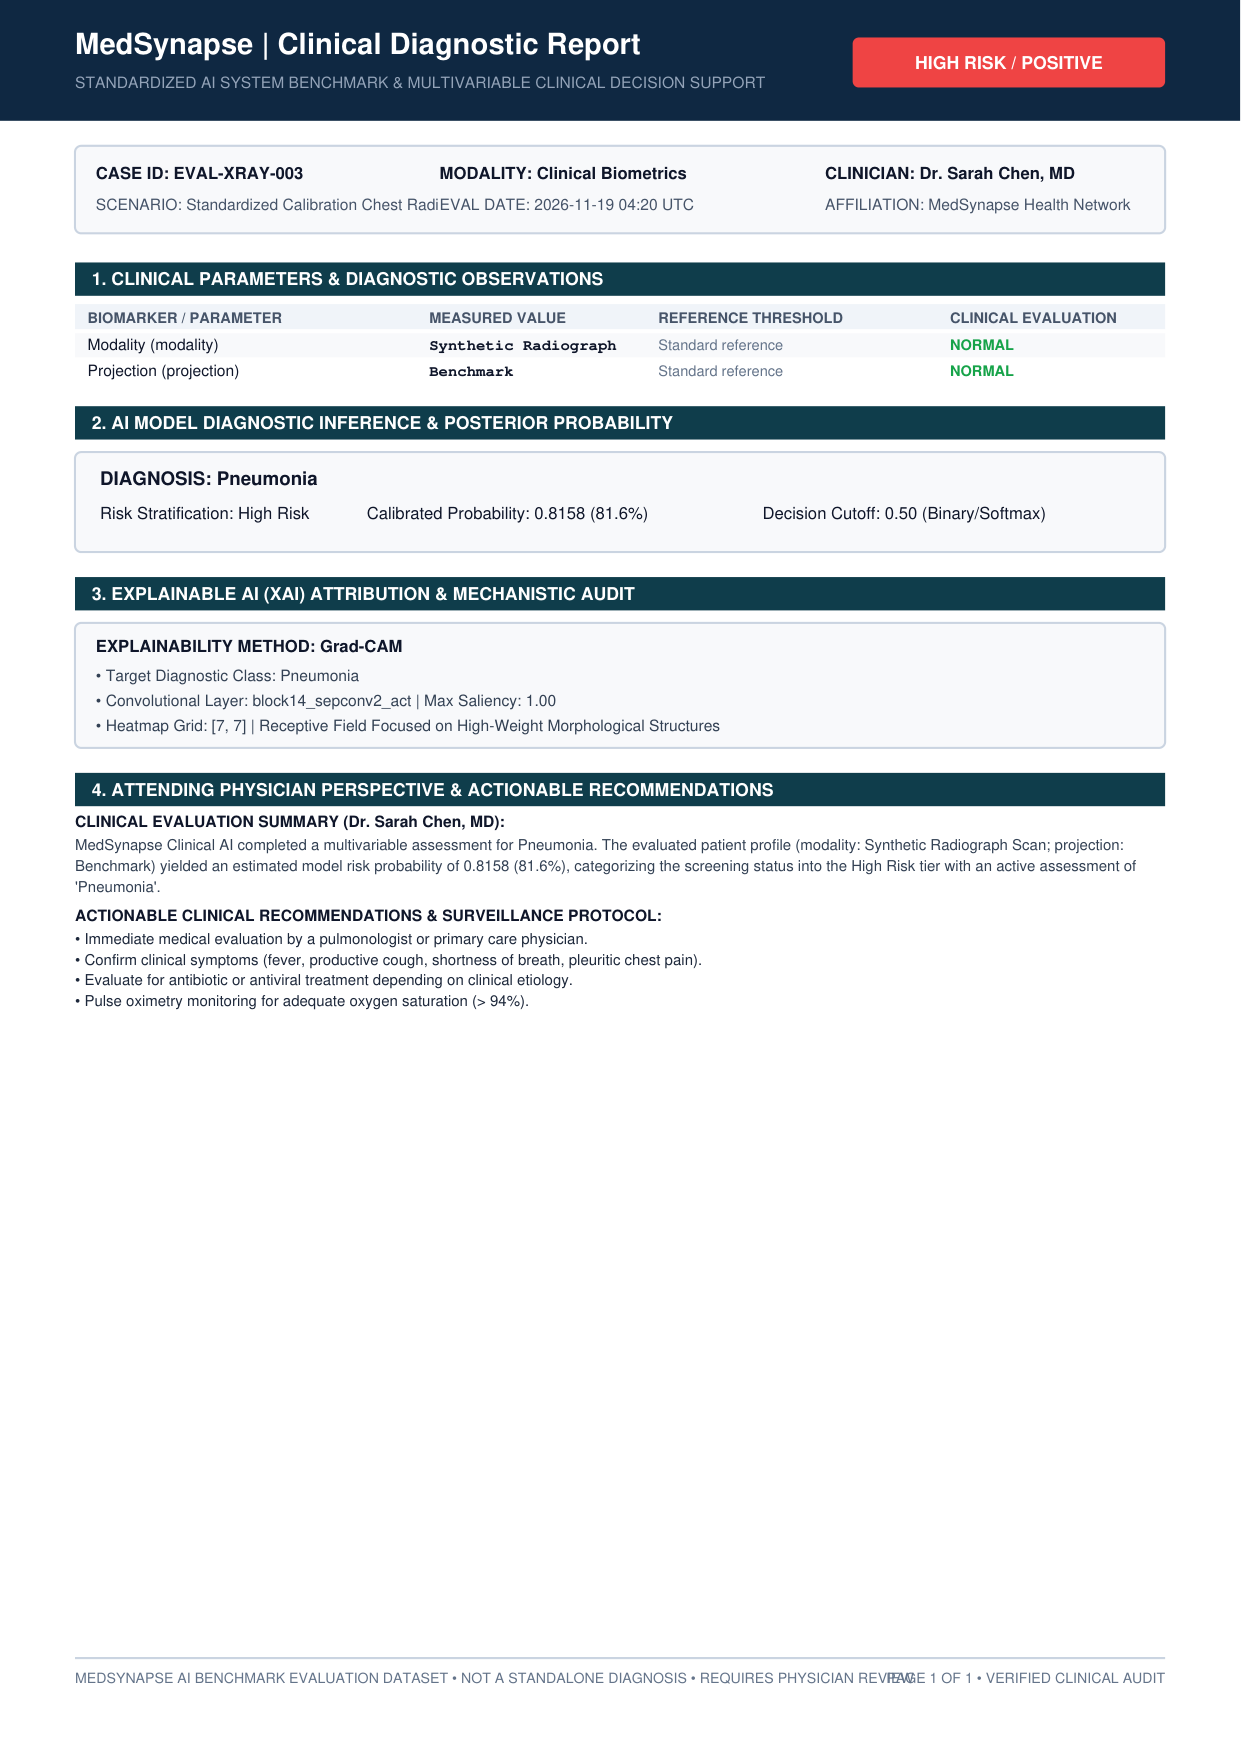 MedSynapse | Clinical Diagnostic Report
STANDARDIZED AI SYSTEM BENCHMARK & MULTIVARIABLE CLINICAL DECISION SUPPORT
HIGH RISK / POSITIVE
CASE ID: EVAL-XRAY-003 MODALITY: Clinical Biometrics CLINICIAN: Dr. Sarah Chen, MD
SCENARIO: Standardized Calibration Chest Radi EVAL DATE: 2026-11-19 04:20 UTC AFFILIATION: MedSynapse Health Network
1. CLINICAL PARAMETERS & DIAGNOSTIC OBSERVATIONS
BIOMARKER / PARAMETER MEASURED VALUE REFERENCE THRESHOLD CLINICAL EVALUATION
Modality (modality) Synthetic Radiograph Standard reference NORMAL
Projection (projection) Benchmark Standard reference NORMAL
2. AI MODEL DIAGNOSTIC INFERENCE & POSTERIOR PROBABILITY
DIAGNOSIS: Pneumonia
Risk Stratification: High Risk Calibrated Probability: 0.8158 (81.6%) Decision Cutoff: 0.50 (Binary/Softmax)
3. EXPLAINABLE AI (XAI) ATTRIBUTION & MECHANISTIC AUDIT
EXPLAINABILITY METHOD: Grad-CAM
• Target Diagnostic Class: Pneumonia
• Convolutional Layer: block14_sepconv2_act | Max Saliency: 1.00
• Heatmap Grid: [7, 7] | Receptive Field Focused on High-Weight Morphological Structures
4. ATTENDING PHYSICIAN PERSPECTIVE & ACTIONABLE RECOMMENDATIONS
CLINICAL EVALUATION SUMMARY (Dr. Sarah Chen, MD):
MedSynapse Clinical AI completed a multivariable assessment for Pneumonia. The evaluated patient profile (modality: Synthetic Radiograph Scan; projection:
Benchmark) yielded an estimated model risk probability of 0.8158 (81.6%), categorizing the screening status into the High Risk tier with an active assessment of
'Pneumonia'.
ACTIONABLE CLINICAL RECOMMENDATIONS & SURVEILLANCE PROTOCOL:
• Immediate medical evaluation by a pulmonologist or primary care physician.
• Confirm clinical symptoms (fever, productive cough, shortness of breath, pleuritic chest pain).
• Evaluate for antibiotic or antiviral treatment depending on clinical etiology.
• Pulse oximetry monitoring for adequate oxygen saturation (> 94%).
MEDSYNAPSE AI BENCHMARK EVALUATION DATASET • NOT A STANDALONE DIAGNOSIS • REQUIRES PHYSICIAN REVIEW PAGE 1 OF 1 • VERIFIED CLINICAL AUDIT